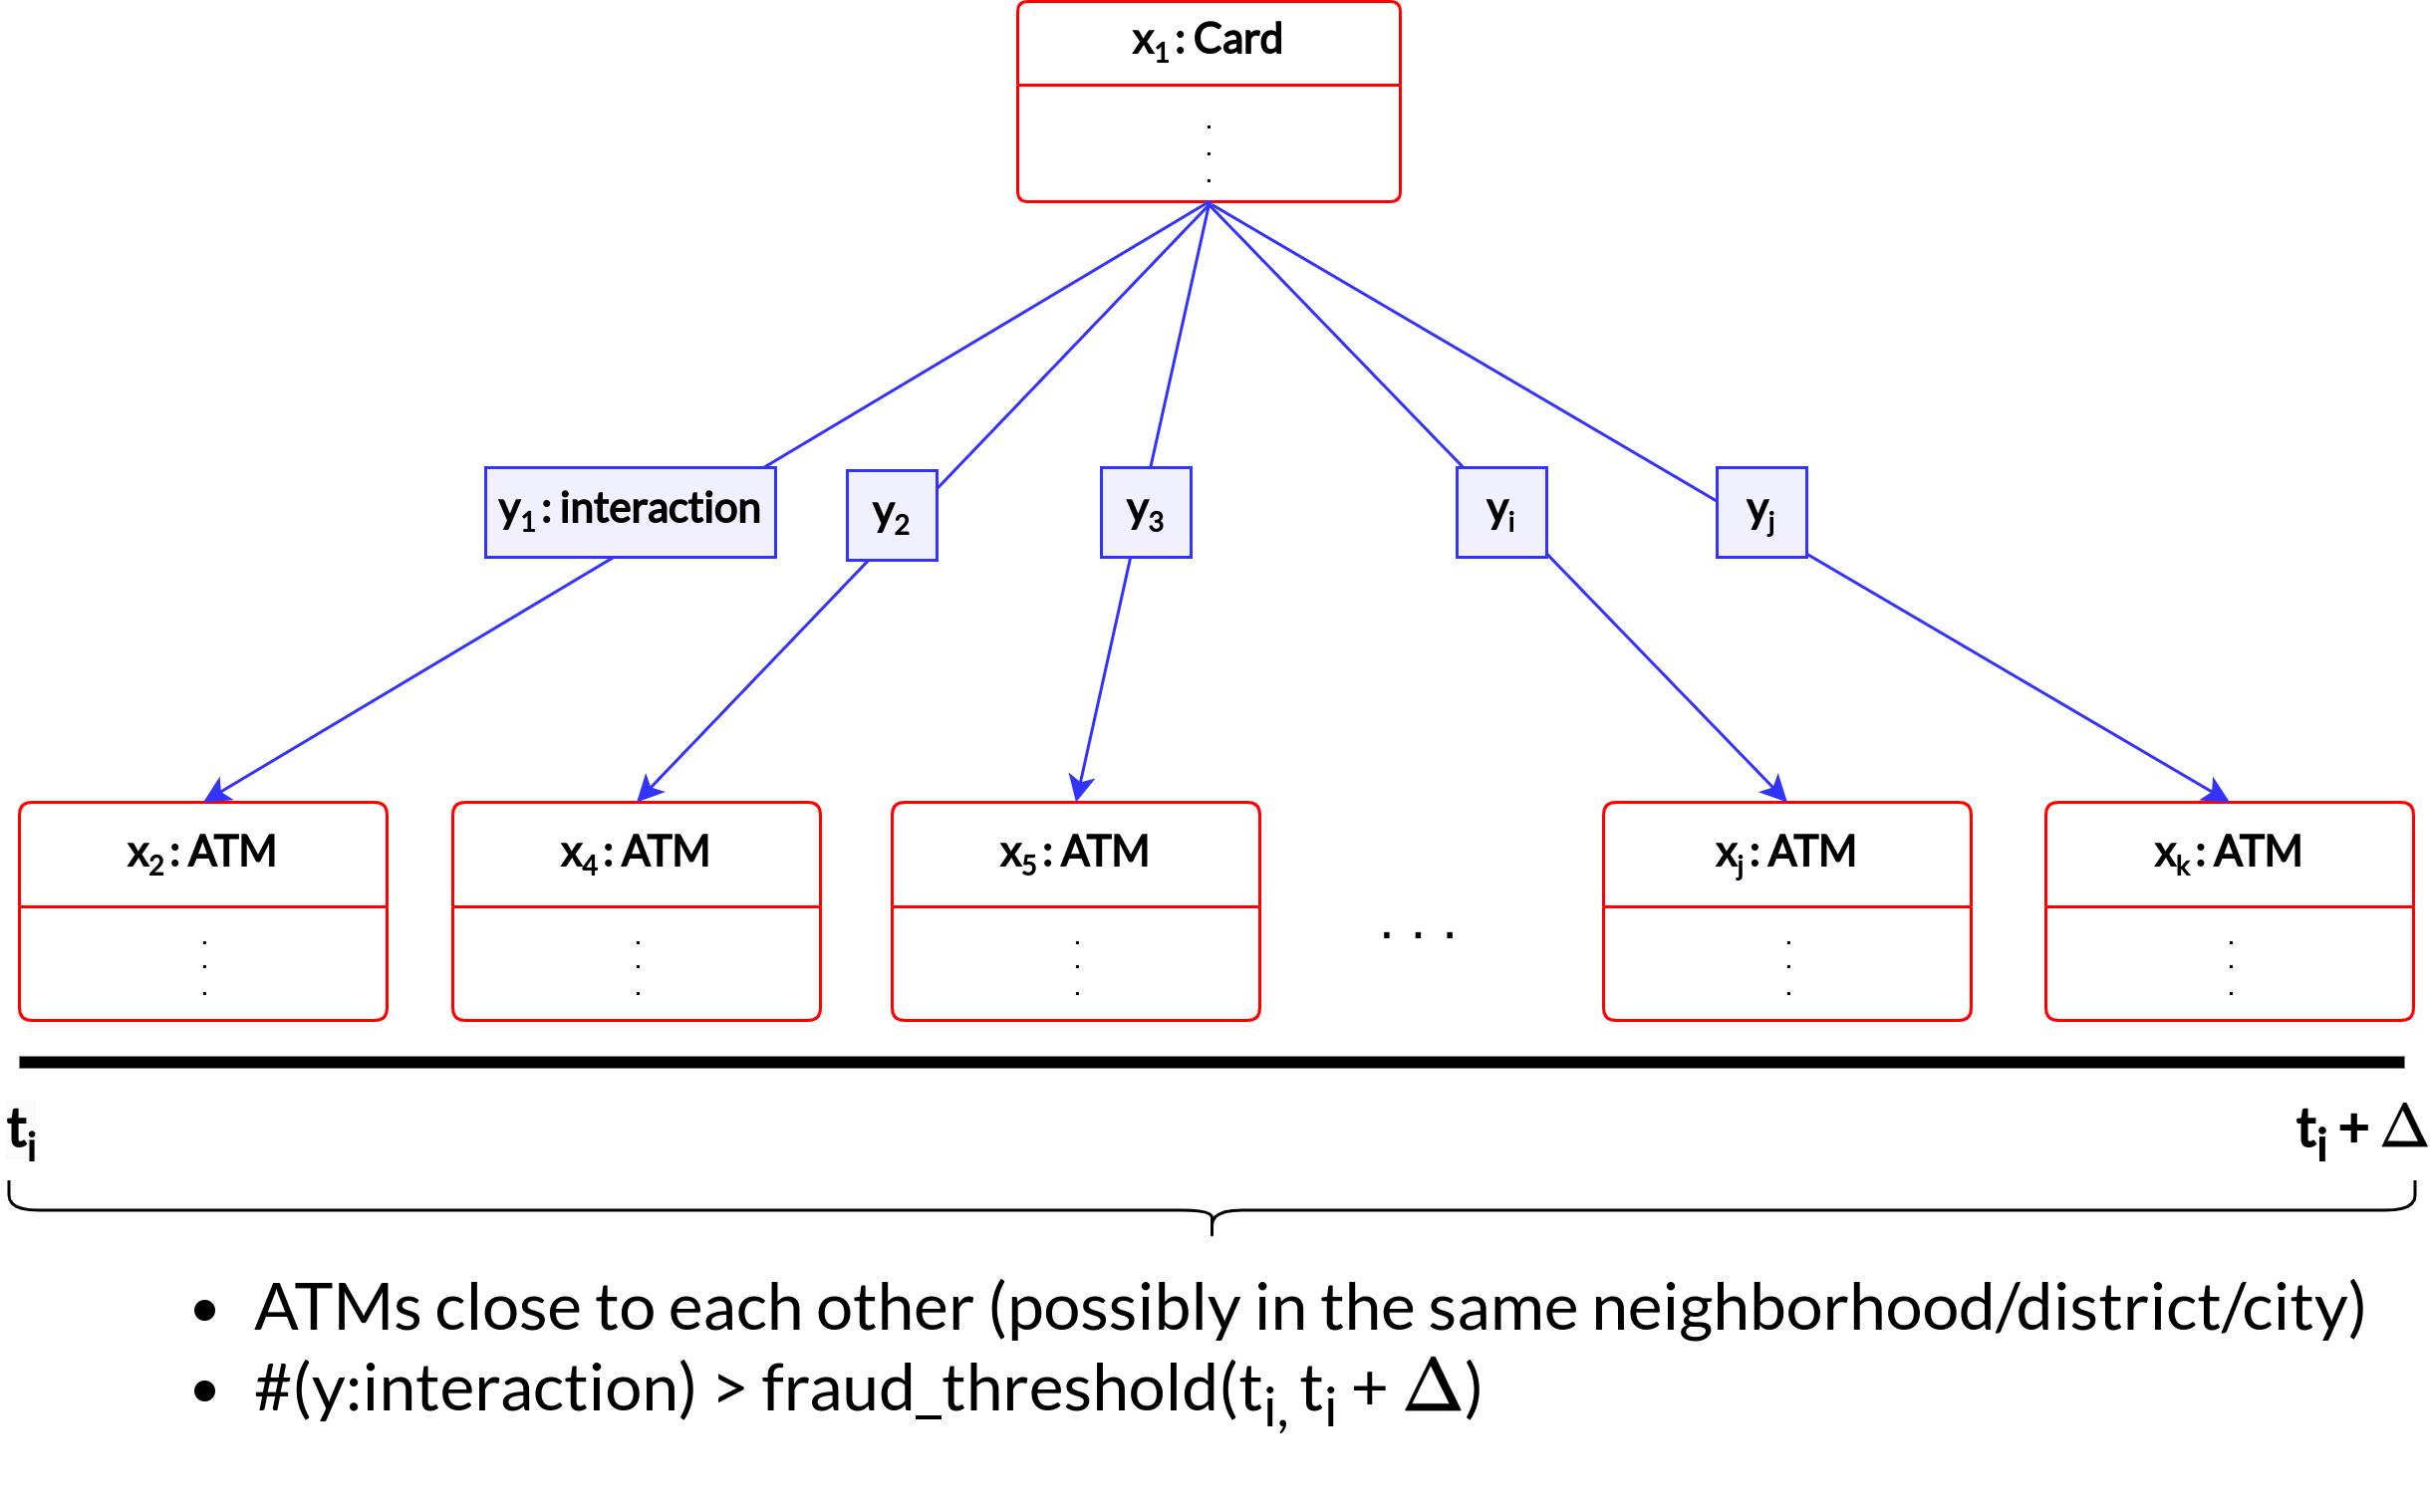 x1 : Card
.
.
.
y1 : interaction
y2
y3
yi
yj
x2 : ATM
x4 : ATM
x5 : ATM
xj : ATM
xk : ATM
. . .
ti
ti + Δ
• ATMs close to each other (possibly in the same neighborhood/district/city)
• #(y:interaction) > fraud_threshold(ti, ti + Δ)